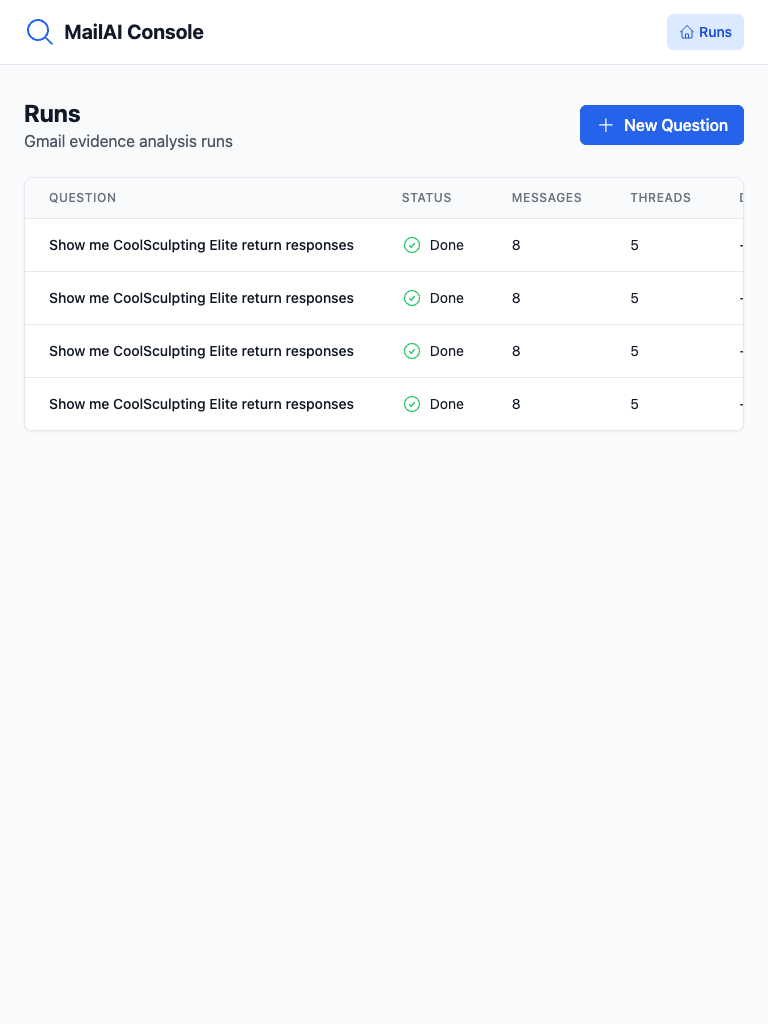 MailAI Console
Runs
Runs
Gmail evidence analysis runs
New Question
QUESTION STATUS MESSAGES THREADS
Show me CoolSculpting Elite return responses Done 8 5 -
Show me CoolSculpting Elite return responses Done 8 5 -
Show me CoolSculpting Elite return responses Done 8 5 -
Show me CoolSculpting Elite return responses Done 8 5 -